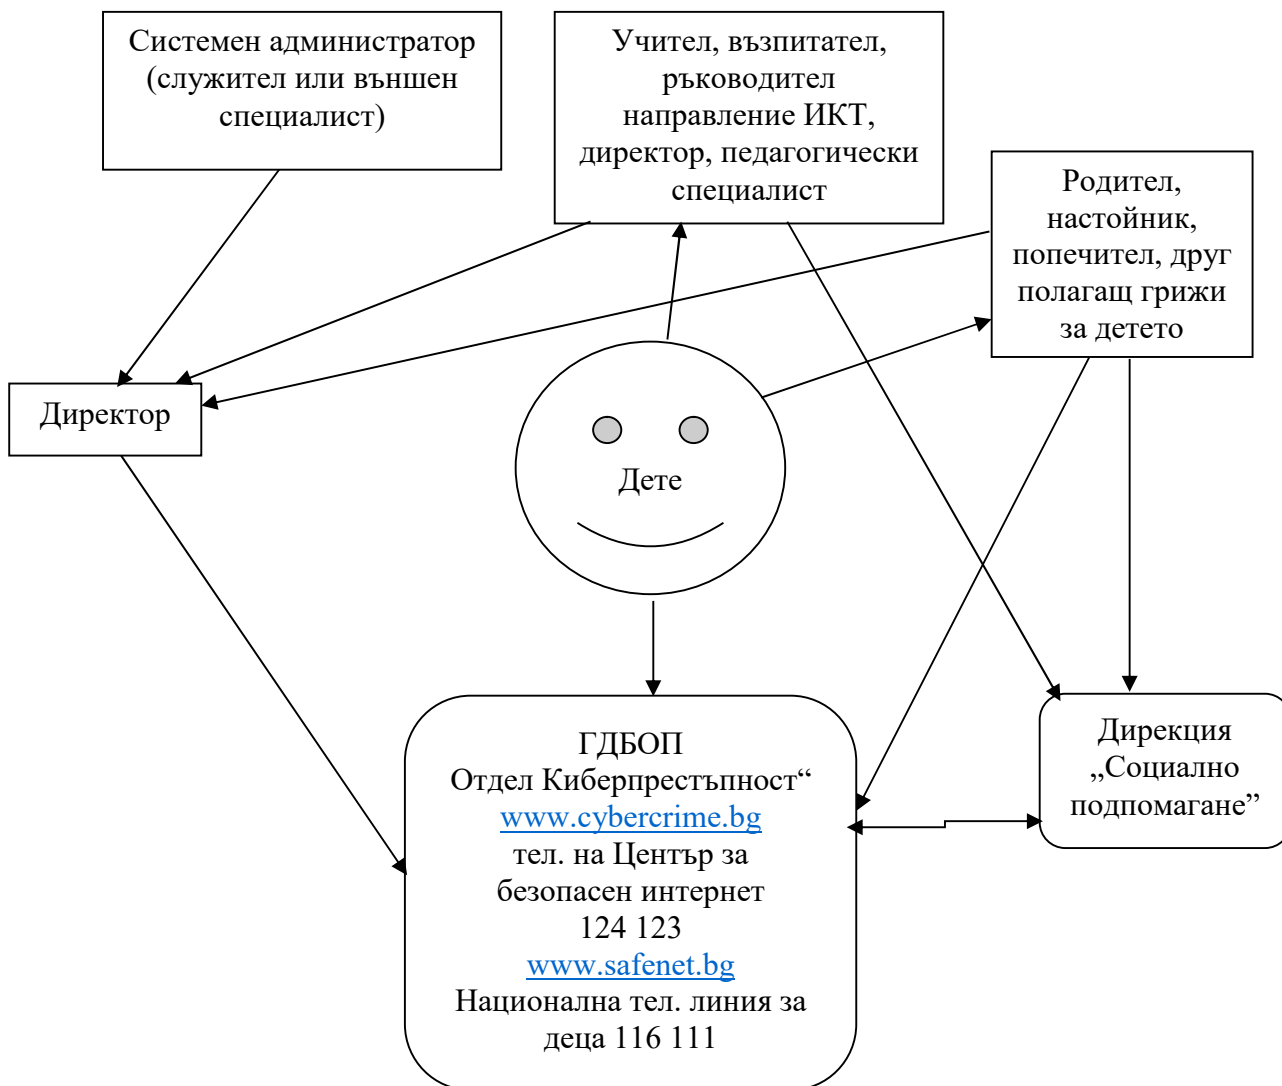 Системен администратор
(служител или външен
специалист)
Учител, възпитател,
ръководител
направление ИКТ,
директор, педагогически
специалист
Родител,
настойник,
попечител, друг
полагащ грижи
за детето
Директор
Дете
ГДБОП
Отдел Киберпрестъпност“
www.cybercrime.bg
тел. на Център за
безопасен интернет
124 123
www.safenet.bg
Национална тел. линия за
деца 116 111
Дирекция
„Социално
подпомагане”